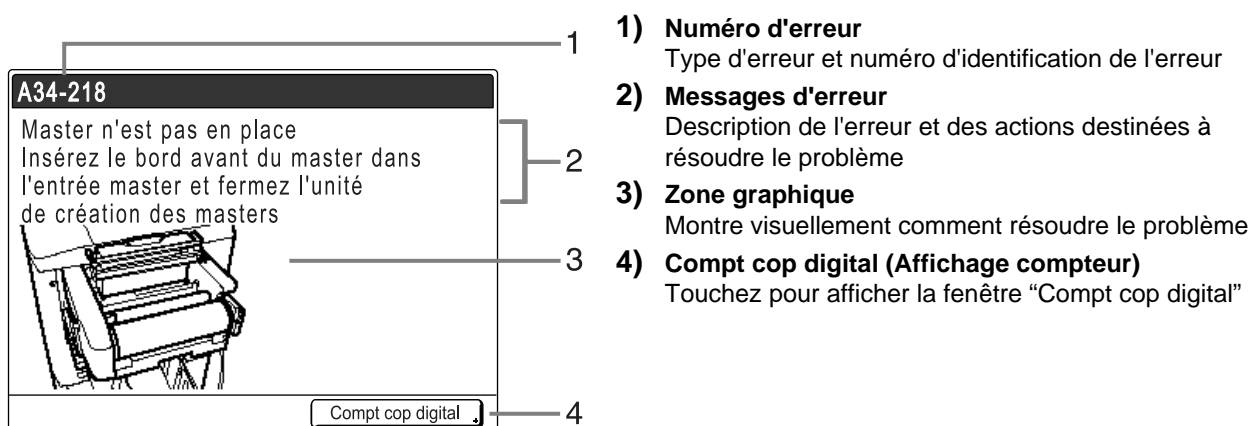 A34-218
Master n'est pas en place
Insérez le bord avant du master dans
l'entrée master et fermez l'unité
de création des masters
Compt cop digital
1
2
3
4
1) Numéro d'erreur
Type d'erreur et numéro d'identification de l'erreur
2) Messages d'erreur
Description de l'erreur et des actions destinées à
résoudre le problème
3) Zone graphique
Montre visuellement comment résoudre le problème
4) Compt cop digital (Affichage compteur)
Touchez pour afficher la fenêtre “Compt cop digital”